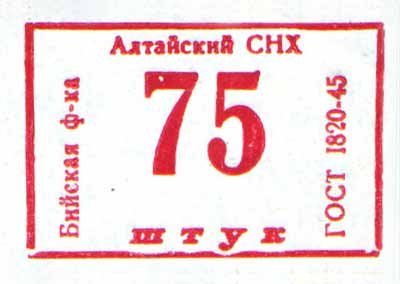 Алтайский СНХ
Бийская ф-ка
75
ГОСТ 1820-45
штук